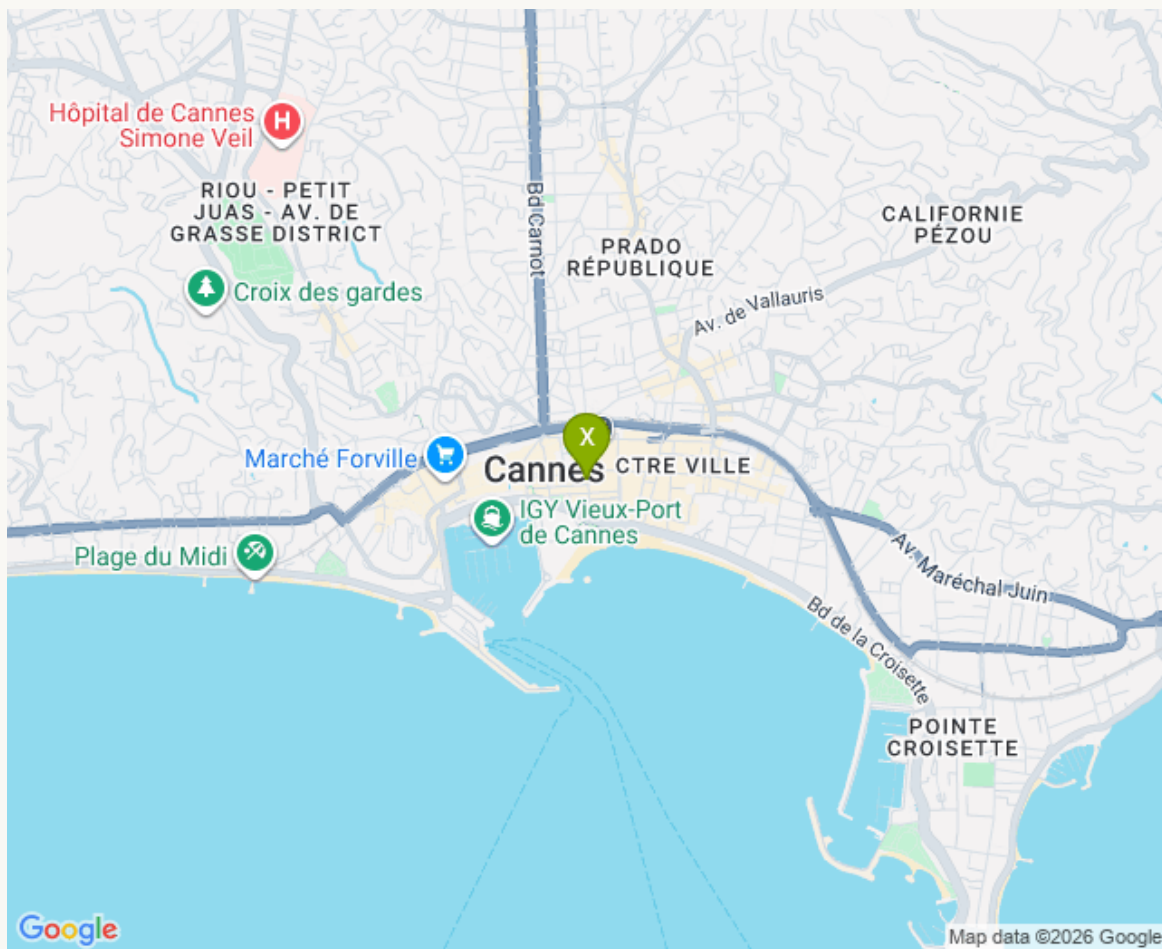 Hôpital de Cannes
Simone Veil
H
RIOU - PETIT
JUAS - AV. DE
GRASSE DISTRICT
Croix des gardes
Bd Carnot
PRADO
RÉPUBLIQUE
CALIFORNIE
PÉZOU
Av. de Vallauris
X
Marché Forville
Cannes
CTRE VILLE
IGY Vieux-Port
de Cannes
Plage du Midi
Av. Maréchal Juin
Bd de la Croisette
POINTE
CROISETTE
Google
Map data ©2026 Google